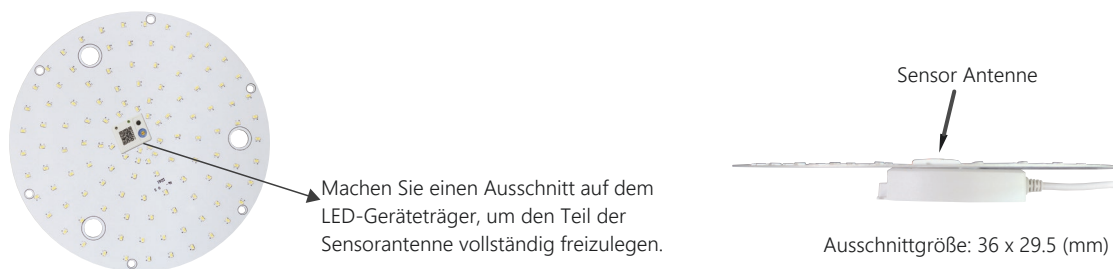 Sensor Antenne
Machen Sie einen Ausschnitt auf dem
LED-Geräteträger, um den Teil der
Sensorantenne vollständig freizulegen.
Ausschnittgröße: 36 x 29.5 (mm)